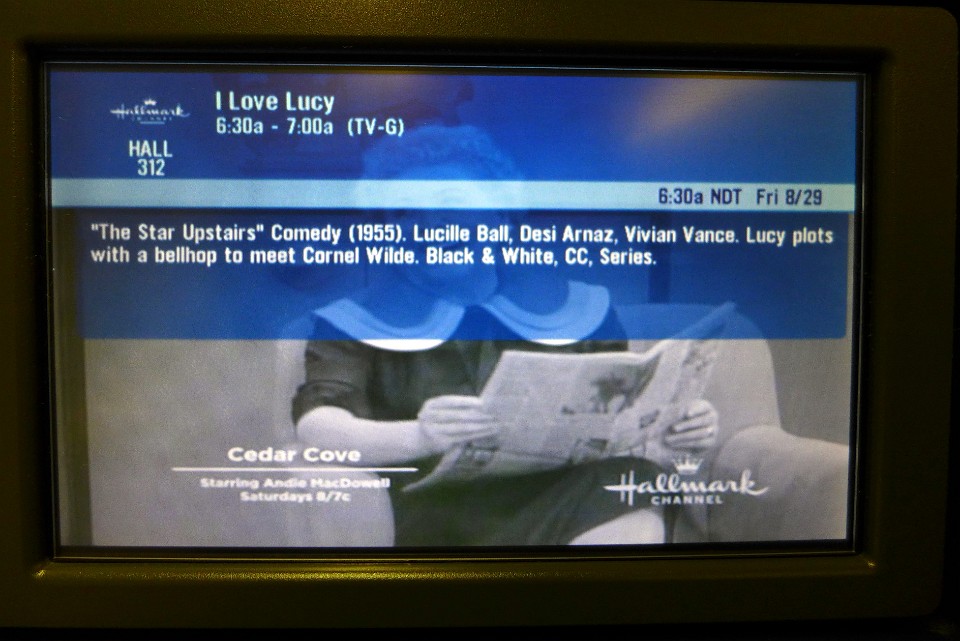 Hallmark
CHANNEL
I Love Lucy
6:30a - 7:00a (TV-G)
HALL
312
6:30a NDT Fri 8/29
"The Star Upstairs" Comedy (1955). Lucille Ball, Desi Arnaz, Vivian Vance. Lucy plots
with a bellhop to meet Cornel Wilde. Black & White, CC, Series.
Cedar Cove
Starring Andie MacDowell
Saturdays 8/7c
Hallmark
CHANNEL